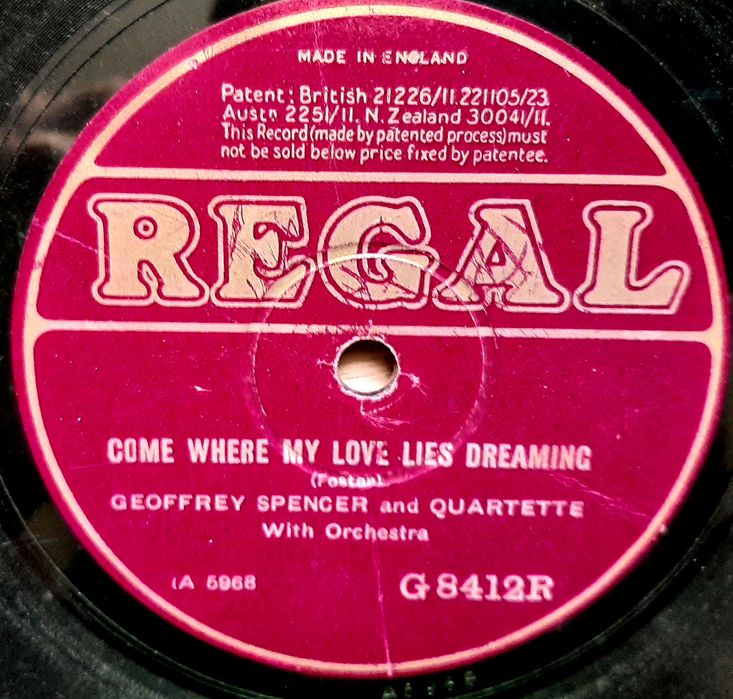 MADE IN ENGLAND
Patent: British 21226/11.221105/23.
Austn 2251/11. N. Zealand 30041/11.
This Record (made by patented process) must
not be sold below price fixed by patentee.
REGAL
COME WHERE MY LOVE LIES DREAMING
(Foster)
GEOFFREY SPENCER and QUARTETTE
With Orchestra
(A 5968
G 8412R